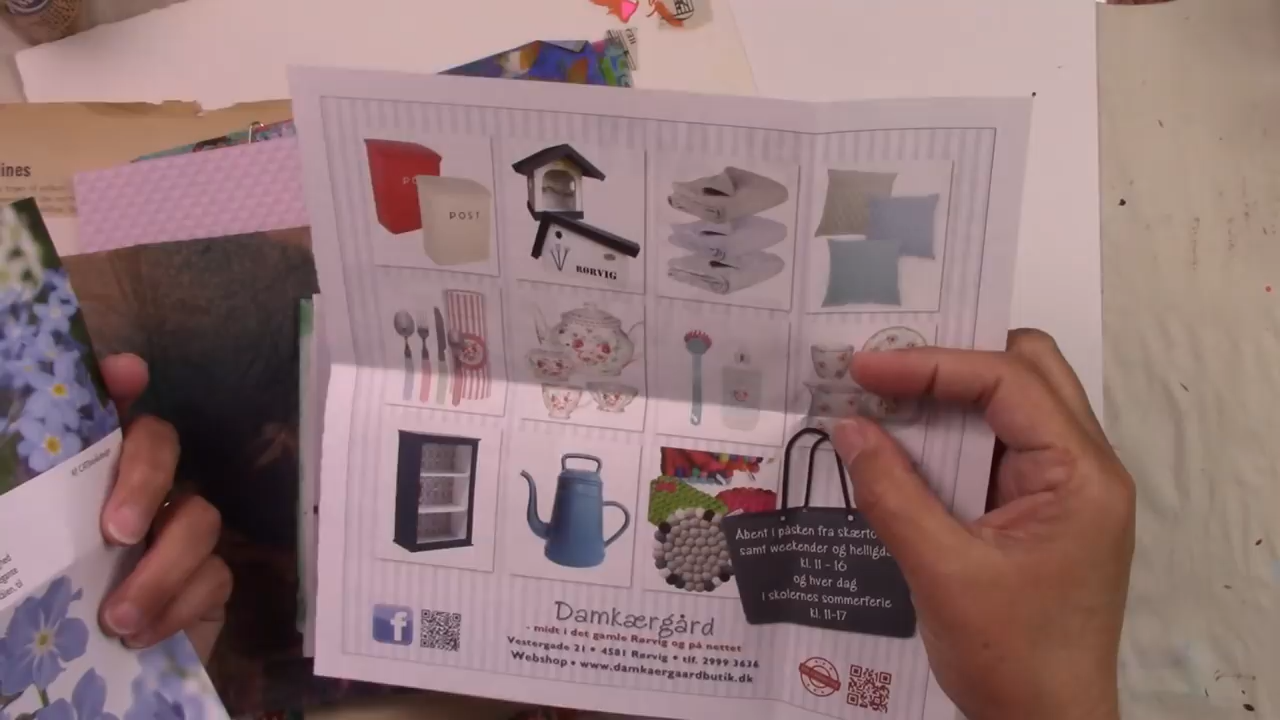 ines
POST
RØRVIG
Åbent i påsken fra
samt weekender og
kl. 11 - 16
og hver dag
i skolernes sommerferie
kl. 11-17
f
Damkærgård
- midt i det gamle Rørvig og på nettet
Vestergade 21 • 4581 Rørvig • tlf. 2999 3636
Webshop • www.damkaergaardbutik.dk